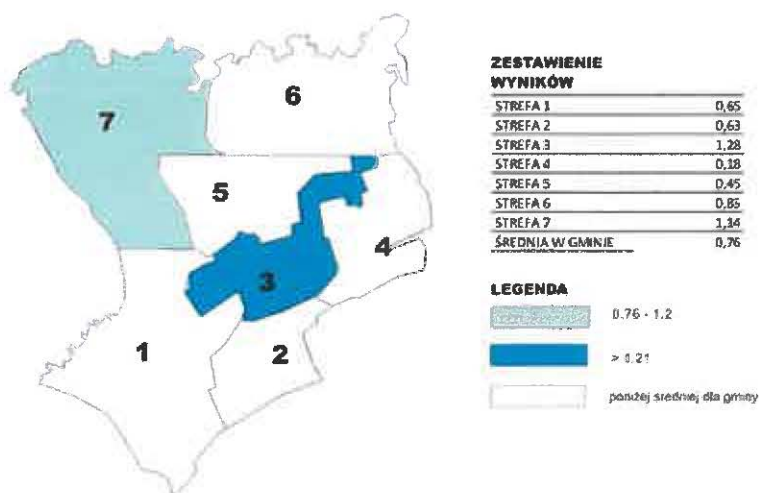 ZESTAWIENIE
WYNIKÓW
STREFA 1 0,65
STREFA 2 0,63
STREFA 3 1,28
STREFA 4 0,18
STREFA 5 0,45
STREFA 6 0,85
STREFA 7 1,14
ŚREDNIA W GMINIE 0,76
LEGENDA
0.76 - 1.2
> 1.21
poniżej średniej dla gminy
7
6
5
4
3
1
2